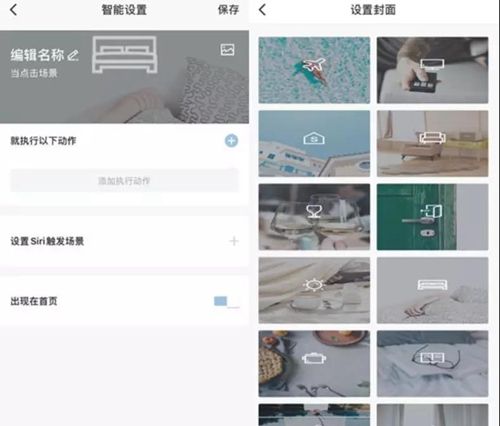 智能设置
保存
编辑名称
当点击场景
就执行以下动作
添加执行动作
设置Siri触发场景
出现在首页
设置封面
S